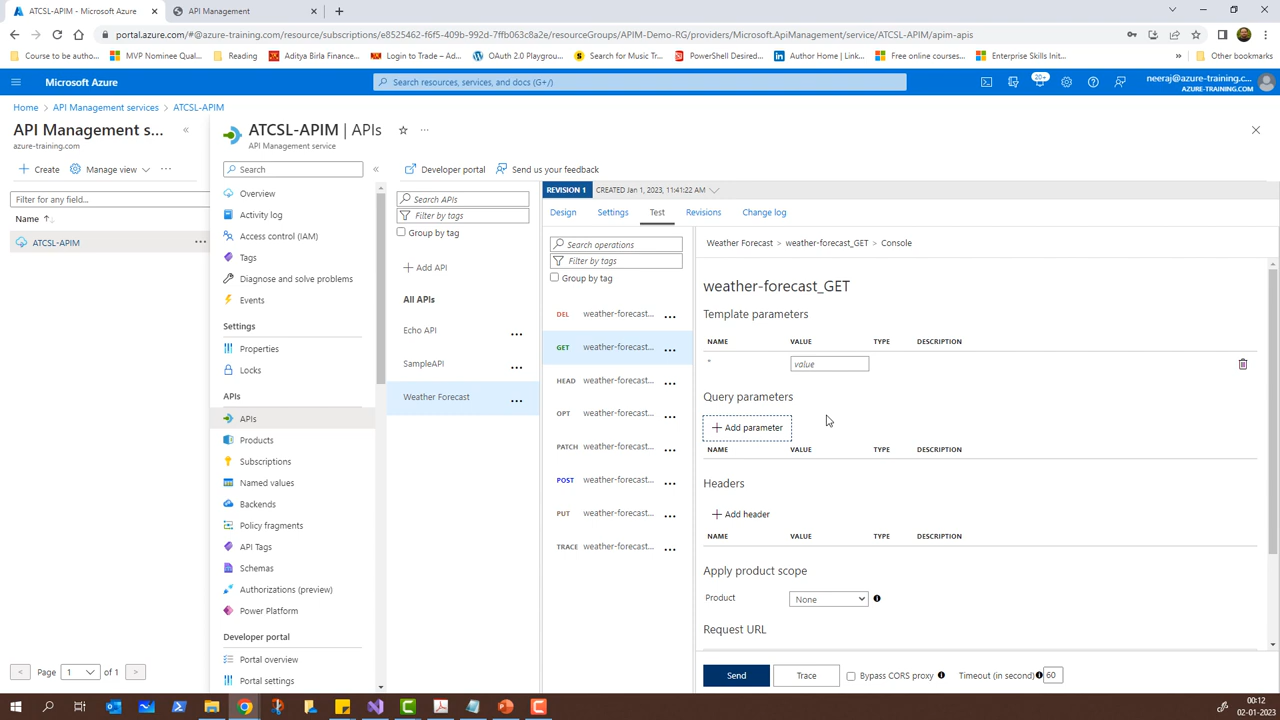 ATCSL-APIM - Microsoft Azure
API Management
portal.azure.com/#@azure-training.com/resource/subscriptions/e8525462-f6f5-409b-992d-7ffb063c8a2c/resourceGroups/APIM-Demo-RG/providers/Microsoft.ApiManagement/service/ATCSL-APIM/apim-apis
Course to be author...
MVP Nominee Qual...
Reading
Aditya Birla Financ...
Login to Trade – Ad...
OAuth 2.0 Playgrou...
Search for Music Tr...
PowerShell Desired...
Author Home | Link...
Free online courses...
Enterprise Skills Init...
»
Other bookmarks
Microsoft Azure
Search resources, services, and docs (G+/)
20+
neeraj@azure-training.c...
AZURE-TRAINING.COM
Home > API Management services > ATCSL-APIM
API Management s... «
azure-training.com
+ Create
Manage view
...
Filter for any field...
Name ↑
ATCSL-APIM ...
< Page 1 of 1 >
ATCSL-APIM | APIs
...
API Management service
Search
«
Overview
Activity log
Access control (IAM)
Tags
Diagnose and solve problems
Events
Settings
Properties
Locks
APIs
APIs
Products
Subscriptions
Named values
Backends
Policy fragments
API Tags
Schemas
Authorizations (preview)
Power Platform
Developer portal
Portal overview
Portal settings
Developer portal
Send us your feedback
Search APIs
Filter by tags
Group by tag
+ Add API
All APIs
Echo API ...
SampleAPI ...
Weather Forecast ...
REVISION 1
CREATED Jan 1, 2023, 11:41:22 AM
Design
Settings
Test
Revisions
Change log
Search operations
Filter by tags
Group by tag
DEL weather-forecast... ...
GET weather-forecast... ...
HEAD weather-forecast... ...
OPT weather-forecast... ...
PATCH weather-forecast... ...
POST weather-forecast... ...
PUT weather-forecast... ...
TRACE weather-forecast... ...
Weather Forecast > weather-forecast_GET > Console
weather-forecast_GET
Template parameters
NAME VALUE TYPE DESCRIPTION
* value
Query parameters
+ Add parameter
NAME VALUE TYPE DESCRIPTION
Headers
+ Add header
NAME VALUE TYPE DESCRIPTION
Apply product scope
Product None
Request URL
Send
Trace
Bypass CORS proxy
Timeout (in second) 60
00:12
02-01-2023